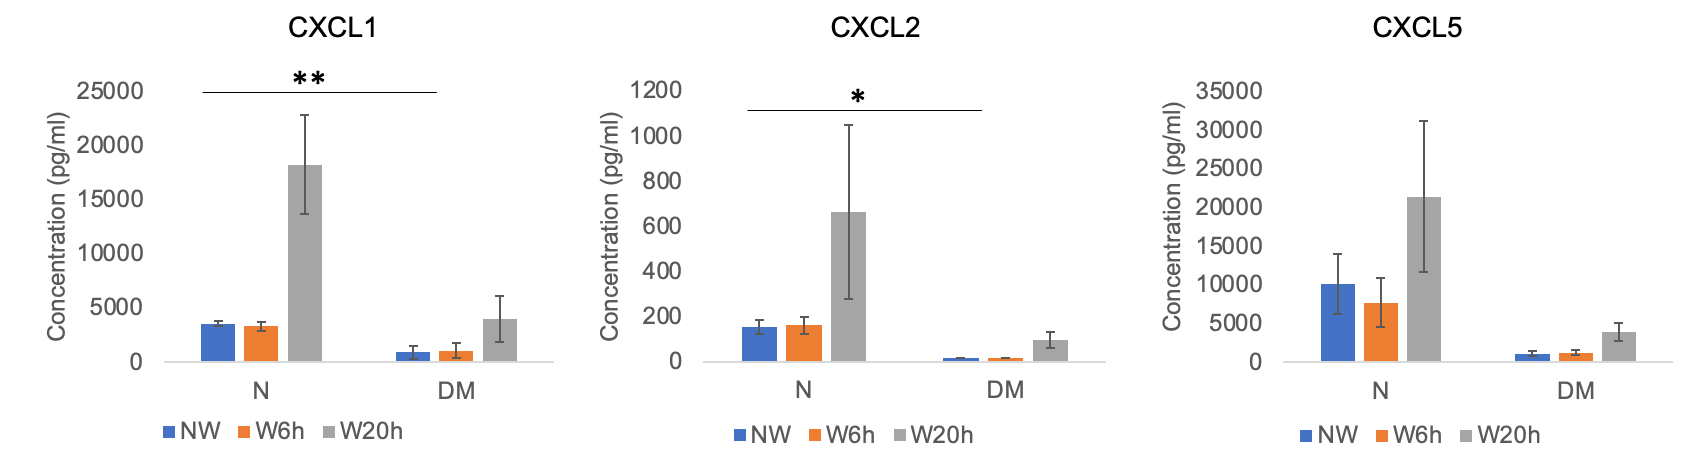 CXCL1
**
Concentration (pg/ml)
25000
20000
15000
10000
5000
0
N DM
NW W6h W20h
CXCL2
*
Concentration (pg/ml)
1200
1000
800
600
400
200
0
N DM
NW W6h W20h
CXCL5
Concentration (pg/ml)
35000
30000
25000
20000
15000
10000
5000
0
N DM
NW W6h W20h